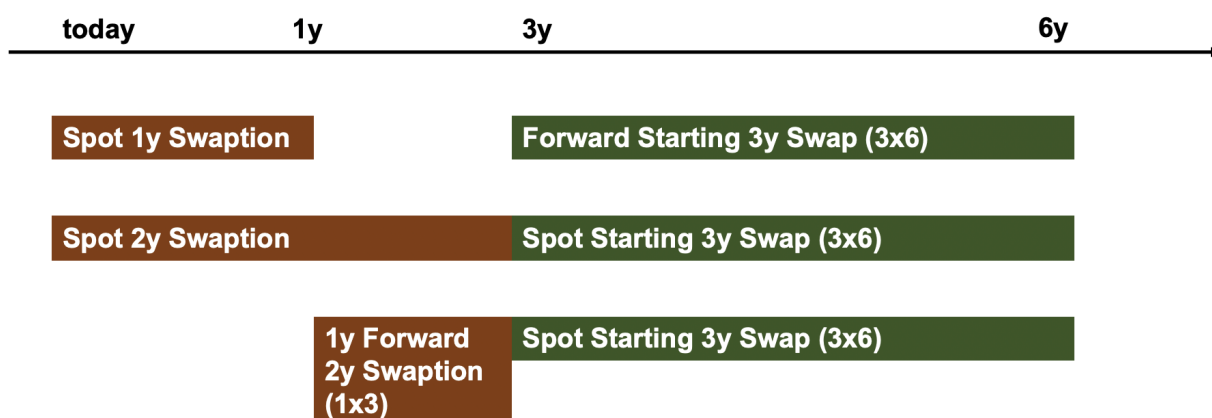 today 1y 3y 6y
Spot 1y Swaption Forward Starting 3y Swap (3x6)
Spot 2y Swaption Spot Starting 3y Swap (3x6)
1y Forward Spot Starting 3y Swap (3x6)
2y Swaption
(1x3)